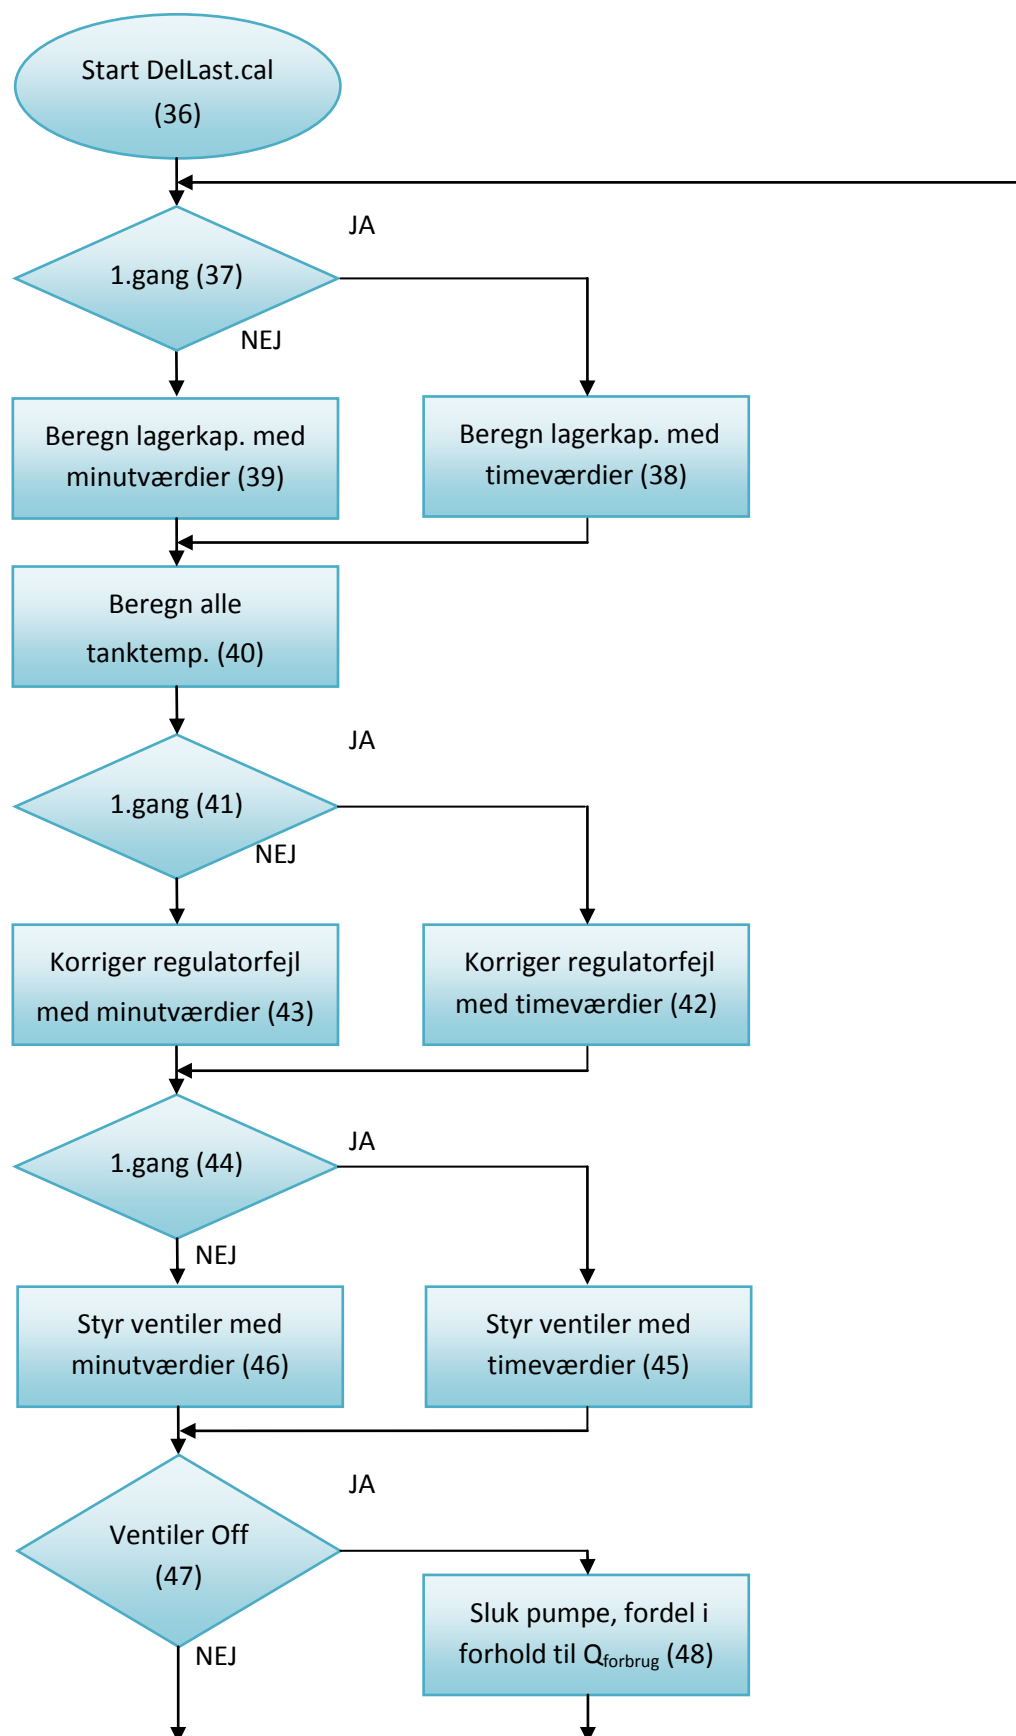 Start DelLast.cal
(36)
JA
1.gang (37)
NEJ
Beregn lagerkap. med
minutværdier (39)
Beregn lagerkap. med
timeværdier (38)
Beregn alle
tanktemp. (40)
JA
1.gang (41)
NEJ
Korriger regulatorfejl
med minutværdier (43)
Korriger regulatorfejl
med timeværdier (42)
JA
1.gang (44)
NEJ
Styr ventiler med
minutværdier (46)
Styr ventiler med
timeværdier (45)
JA
Ventiler Off
(47)
NEJ
Sluk pumpe, fordel i
forhold til Qforbrug (48)